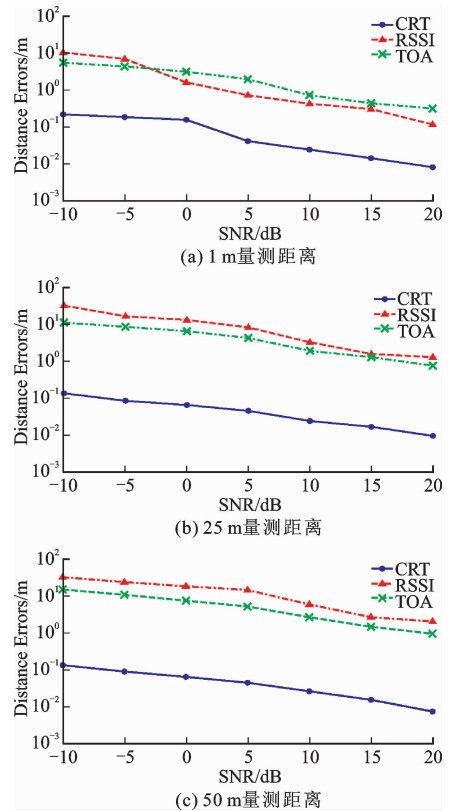 CRT
RSSI
TOA
Distance Errors/m
10²
10¹
10⁰
10⁻¹
10⁻²
10⁻³
−10 −5 0 5 10 15 20
SNR/dB
(a) 1 m量测距离
CRT
RSSI
TOA
Distance Errors/m
10²
10¹
10⁰
10⁻¹
10⁻²
10⁻³
−10 −5 0 5 10 15 20
SNR/dB
(b) 25 m量测距离
CRT
RSSI
TOA
Distance Errors/m
10²
10¹
10⁰
10⁻¹
10⁻²
10⁻³
−10 −5 0 5 10 15 20
SNR/dB
(c) 50 m量测距离